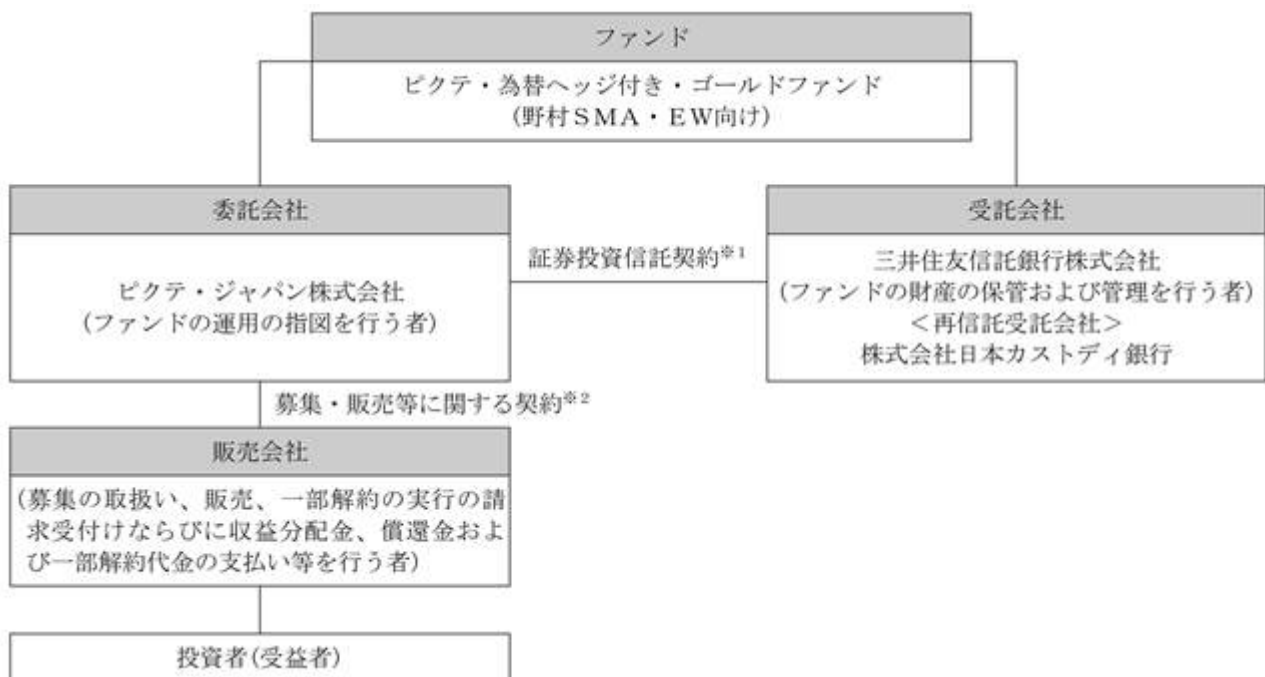 ファンド
ピクテ・為替ヘッジ付き・ゴールドファンド
(野村ＳＭＡ・ＥＷ向け)
委託会社
ピクテ・ジャパン株式会社
(ファンドの運用の指図を行う者)
証券投資信託契約※1
受託会社
三井住友信託銀行株式会社
(ファンドの財産の保管および管理を行う者)
＜再信託受託会社＞
株式会社日本カストディ銀行
募集・販売等に関する契約※2
販売会社
(募集の取扱い、販売、一部解約の実行の請
求受付けならびに収益分配金、償還金およ
び一部解約代金の支払い等を行う者)
投資者(受益者)